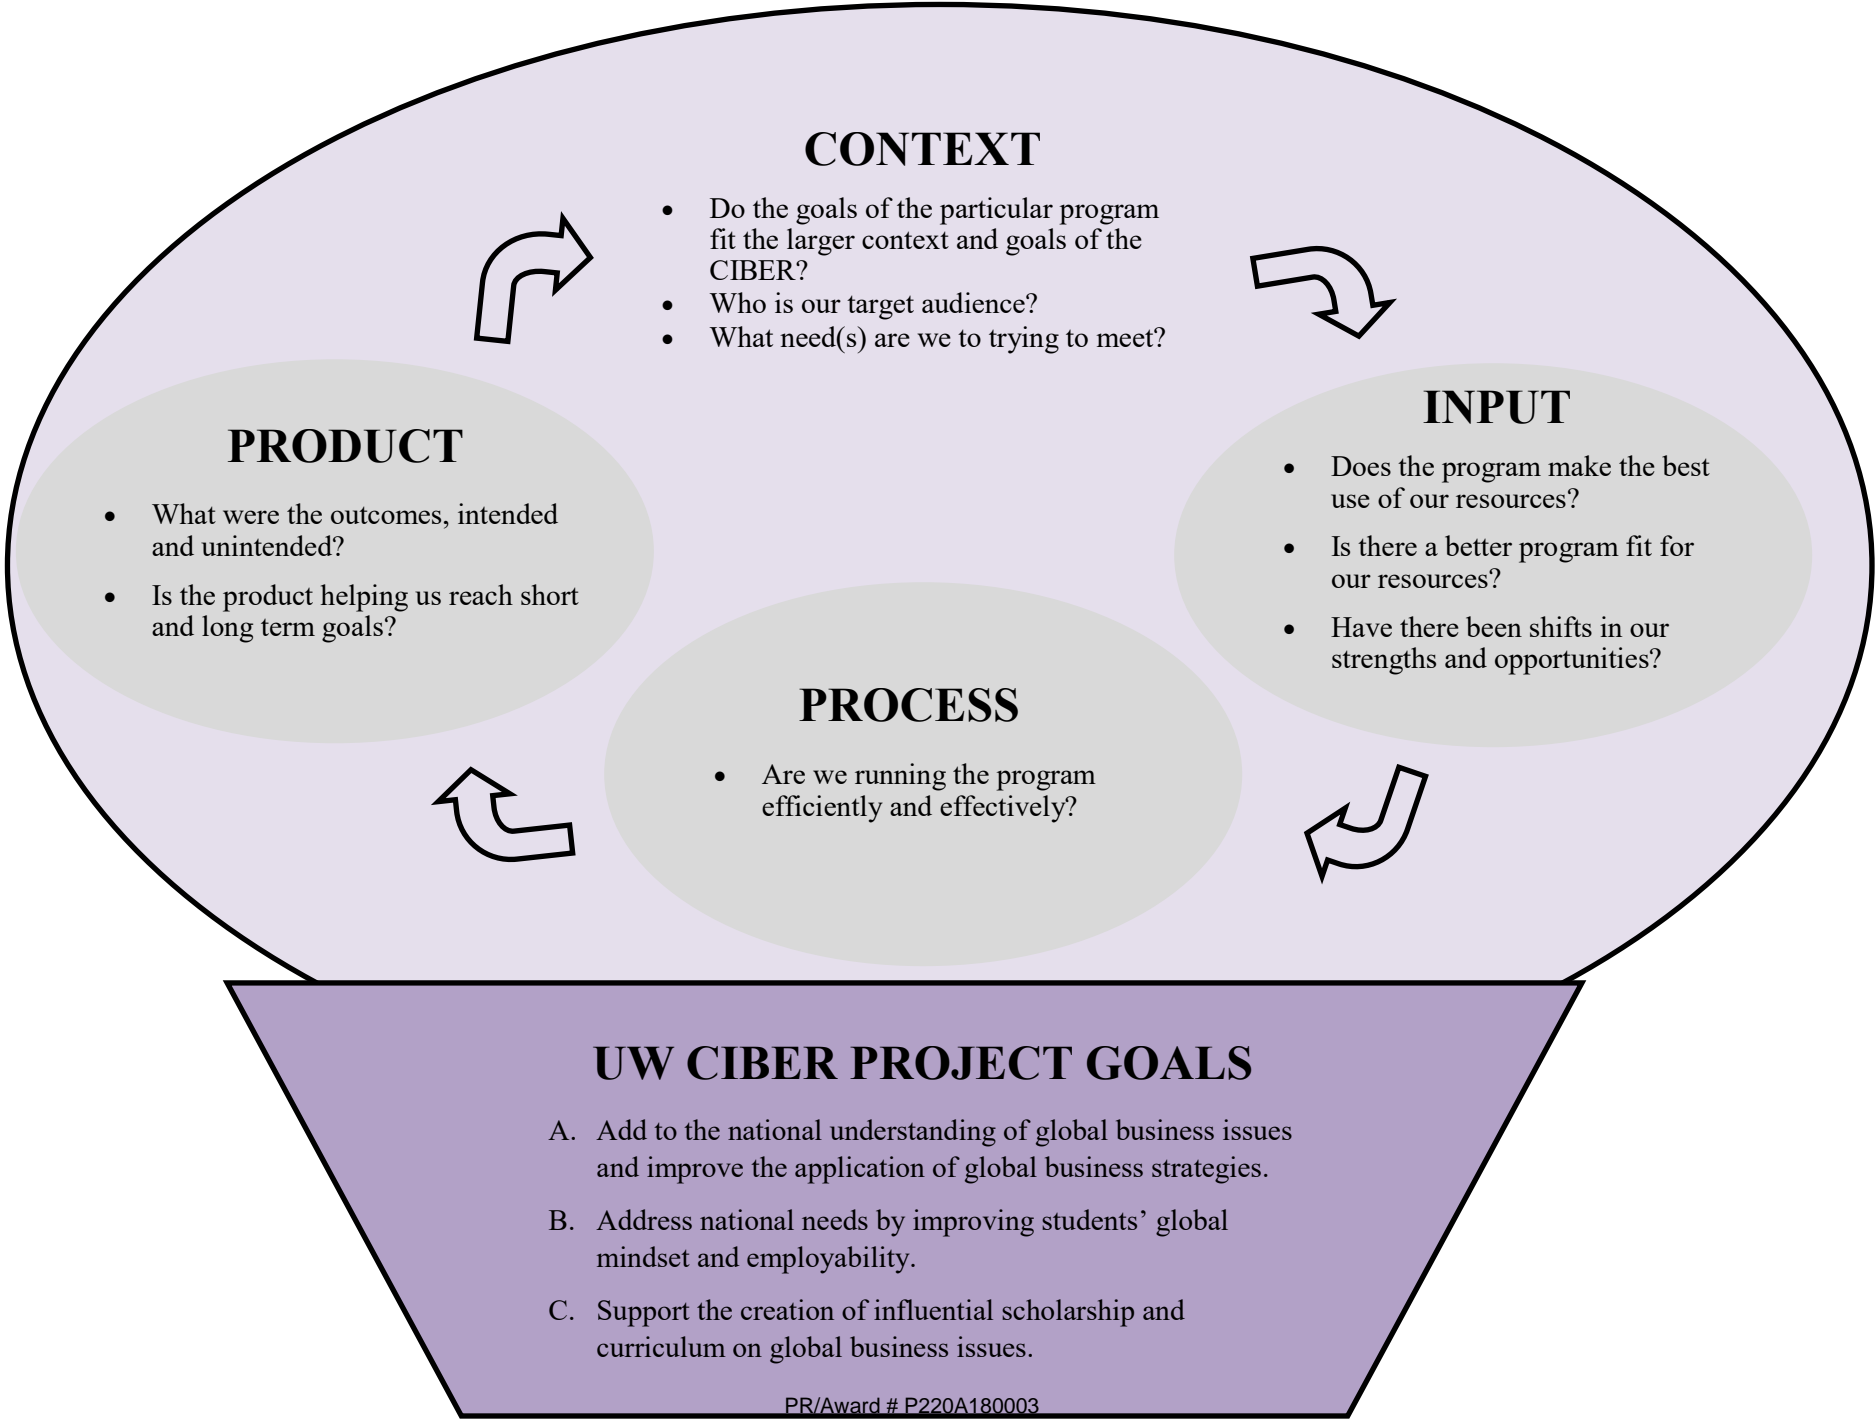 CONTEXT
• Do the goals of the particular program
fit the larger context and goals of the
CIBER?
• Who is our target audience?
• What need(s) are we to trying to meet?
INPUT
• Does the program make the best
use of our resources?
• Is there a better program fit for
our resources?
• Have there been shifts in our
strengths and opportunities?
PROCESS
• Are we running the program
efficiently and effectively?
PRODUCT
• What were the outcomes, intended
and unintended?
• Is the product helping us reach short
and long term goals?
UW CIBER PROJECT GOALS
A. Add to the national understanding of global business issues
and improve the application of global business strategies.
B. Address national needs by improving students’ global
mindset and employability.
C. Support the creation of influential scholarship and
curriculum on global business issues.
PR/Award # P220A180003